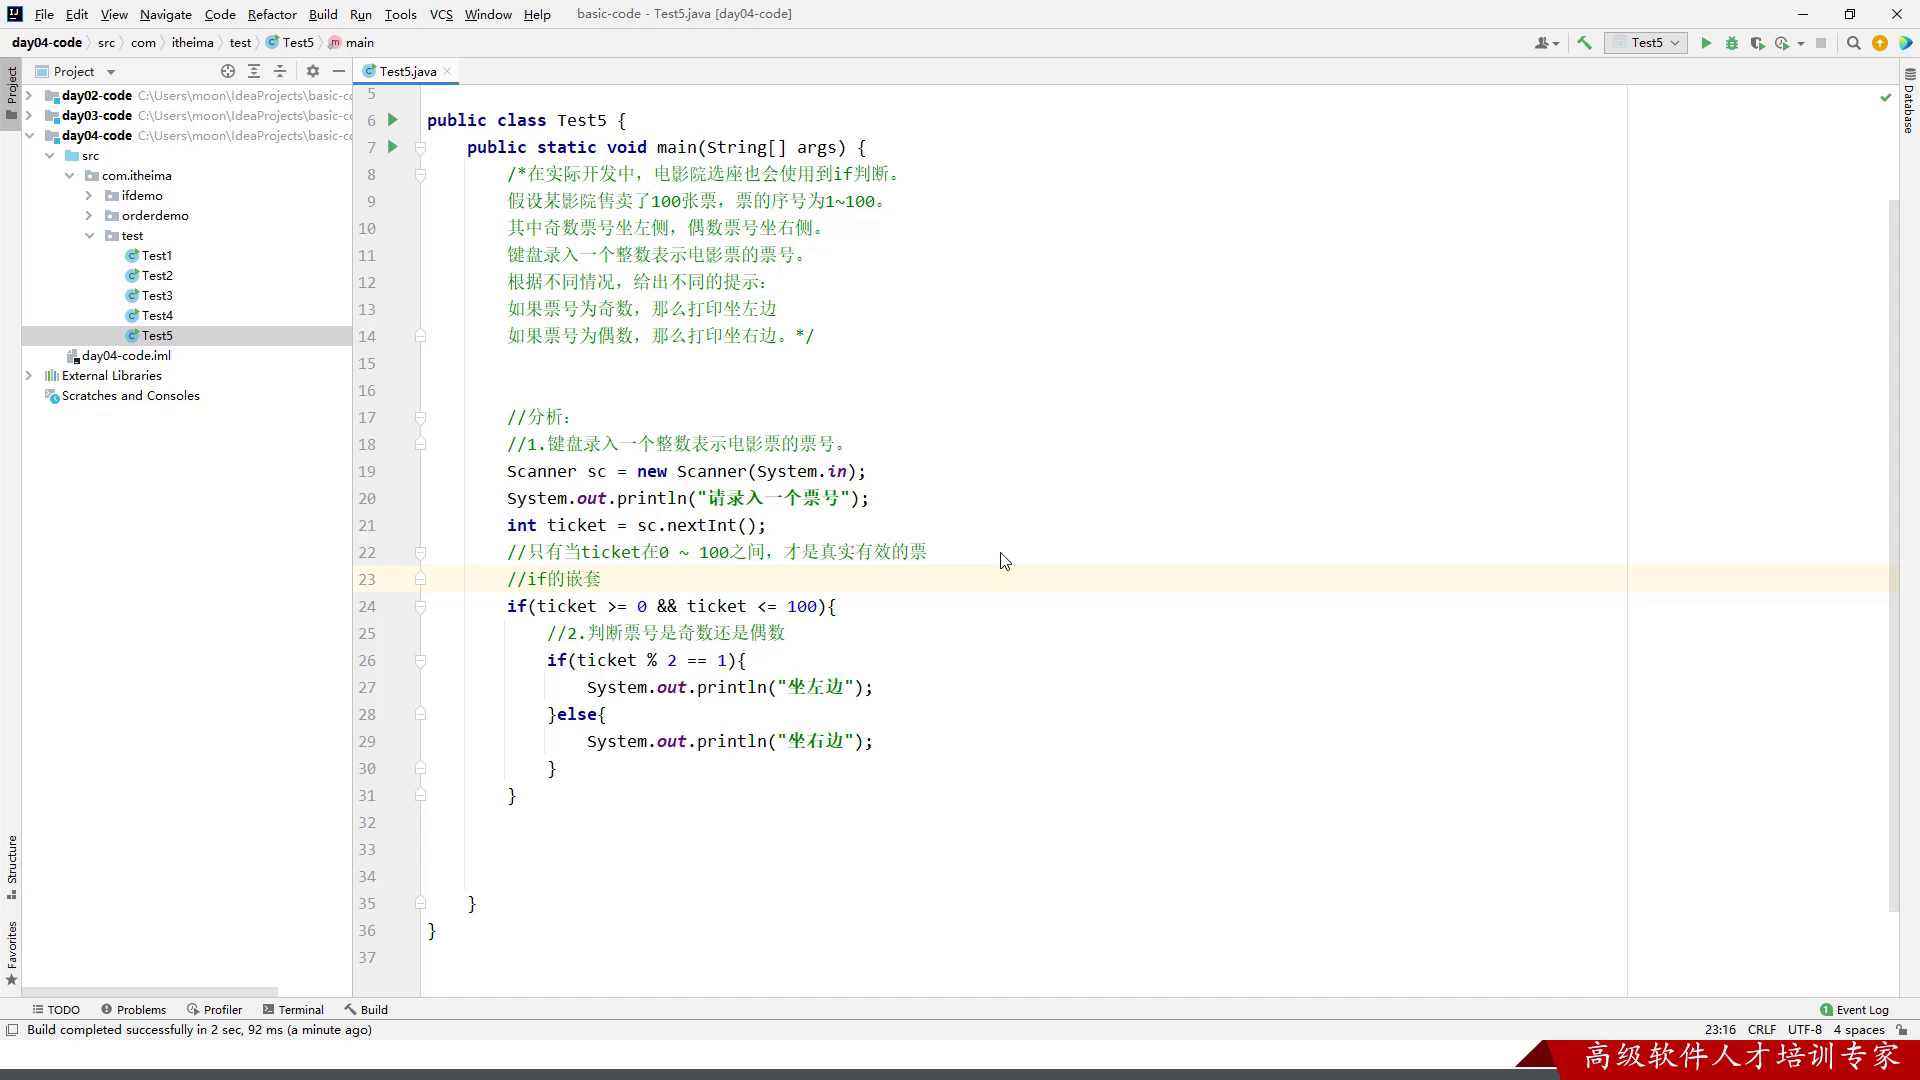 File Edit View Navigate Code Refactor Build Run Tools VCS Window Help basic-code - Test5.java [day04-code]
day04-code src com itheima test Test5 main
Test5
Project
Test5.java
Project
Database
day02-code C:\Users\moon\IdeaProjects\basic-co
day03-code C:\Users\moon\IdeaProjects\basic-co
day04-code C:\Users\moon\IdeaProjects\basic-co
src
com.itheima
ifdemo
orderdemo
test
Test1
Test2
Test3
Test4
Test5
day04-code.iml
External Libraries
Scratches and Consoles
Structure
Favorites
5
6 public class Test5 {
7 public static void main(String[] args) {
8 /*在实际开发中，电影院选座也会使用到if判断。
9 假设某影院售卖了100张票，票的序号为1~100。
10 其中奇数票号坐左侧，偶数票号坐右侧。
11 键盘录入一个整数表示电影票的票号。
12 根据不同情况，给出不同的提示：
13 如果票号为奇数，那么打印坐左边
14 如果票号为偶数，那么打印坐右边。*/
15
16
17 //分析：
18 //1.键盘录入一个整数表示电影票的票号。
19 Scanner sc = new Scanner(System.in);
20 System.out.println("请录入一个票号");
21 int ticket = sc.nextInt();
22 //只有当ticket在0 ~ 100之间，才是真实有效的票
23 //if的嵌套
24 if(ticket >= 0 && ticket <= 100){
25 //2.判断票号是奇数还是偶数
26 if(ticket % 2 == 1){
27 System.out.println("坐左边");
28 }else{
29 System.out.println("坐右边");
30 }
31 }
32
33
34
35 }
36 }
37
TODO Problems Profiler Terminal Build 1 Event Log
Build completed successfully in 2 sec, 92 ms (a minute ago) 23:16 CRLF UTF-8 4 spaces
高级软件人才培训专家